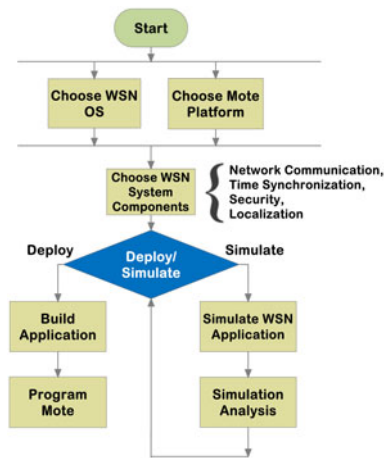 Start
Choose WSN
OS
Choose Mote
Platform
Choose WSN
System
Components
Network Communication,
Time Synchronization,
Security,
Localization
Deploy
Deploy/
Simulate
Simulate
Build
Application
Simulate WSN
Application
Program
Mote
Simulation
Analysis